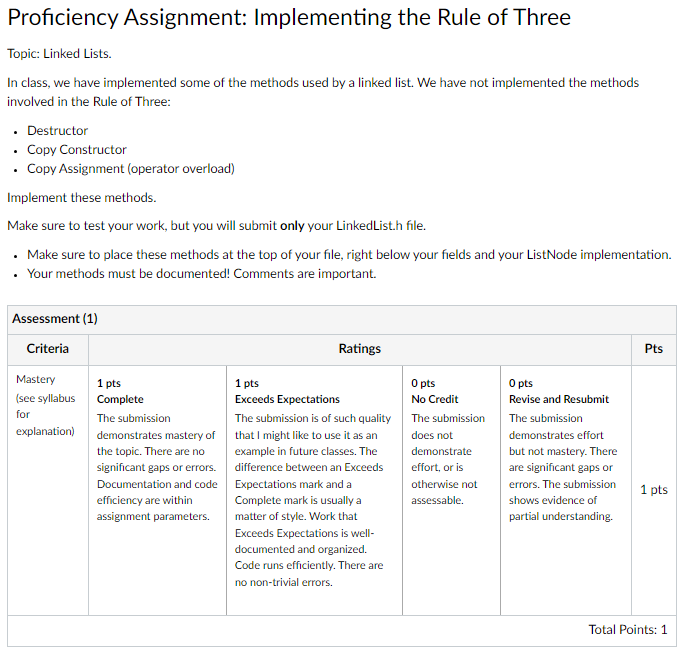 Proficiency Assignment: Implementing the Rule of Three
Topic: Linked Lists.
In class, we have implemented some of the methods used by a linked list. We have not implemented the methods
involved in the Rule of Three:
• Destructor
• Copy Constructor
• Copy Assignment (operator overload)
Implement these methods.
Make sure to test your work, but you will submit only your LinkedList.h file.
• Make sure to place these methods at the top of your file, right below your fields and your ListNode implementation.
• Your methods must be documented! Comments are important.
Assessment (1)
Criteria
Ratings
Pts
Mastery
(see syllabus
for
explanation)
1 pts
Complete
The submission
demonstrates mastery of
the topic. There are no
significant gaps or errors.
Documentation and code
efficiency are within
assignment parameters.
1 pts
Exceeds Expectations
The submission is of such quality
that I might like to use it as an
example in future classes. The
difference between an Exceeds
Expectations mark and a
Complete mark is usually a
matter of style. Work that
Exceeds Expectations is well-
documented and organized.
Code runs efficiently. There are
no non-trivial errors.
0 pts
No Credit
The submission
does not
demonstrate
effort, or is
otherwise not
assessable.
0 pts
Revise and Resubmit
The submission
demonstrates effort
but not mastery. There
are significant gaps or
errors. The submission
shows evidence of
partial understanding.
1 pts
Total Points: 1